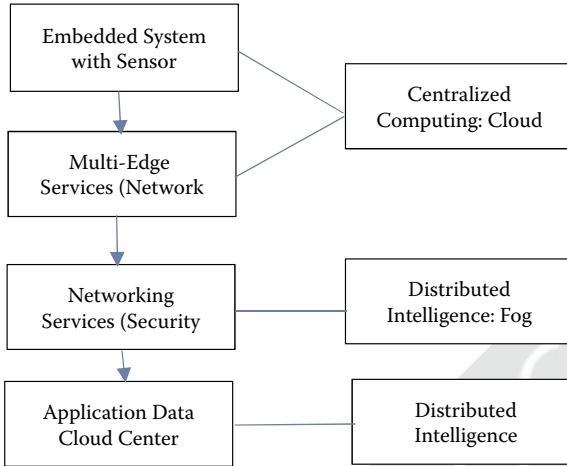 Embedded System
with Sensor
Centralized
Computing: Cloud
Multi-Edge
Services (Network
Networking
Services (Security
Distributed
Intelligence: Fog
Application Data
Cloud Center
Distributed
Intelligence